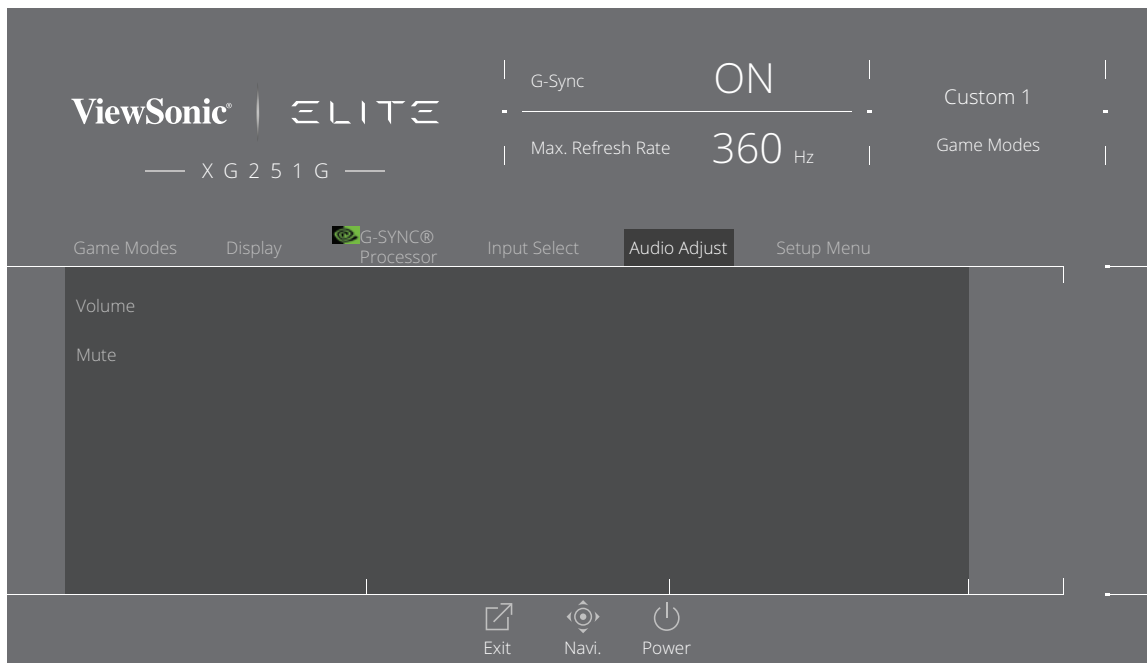 ViewSonic® ELITE
XG251G
G-Sync ON
Max. Refresh Rate 360 Hz
Custom 1
Game Modes
Game Modes Display G-SYNC® Processor Input Select Audio Adjust Setup Menu
Volume
Mute
Exit Navi. Power